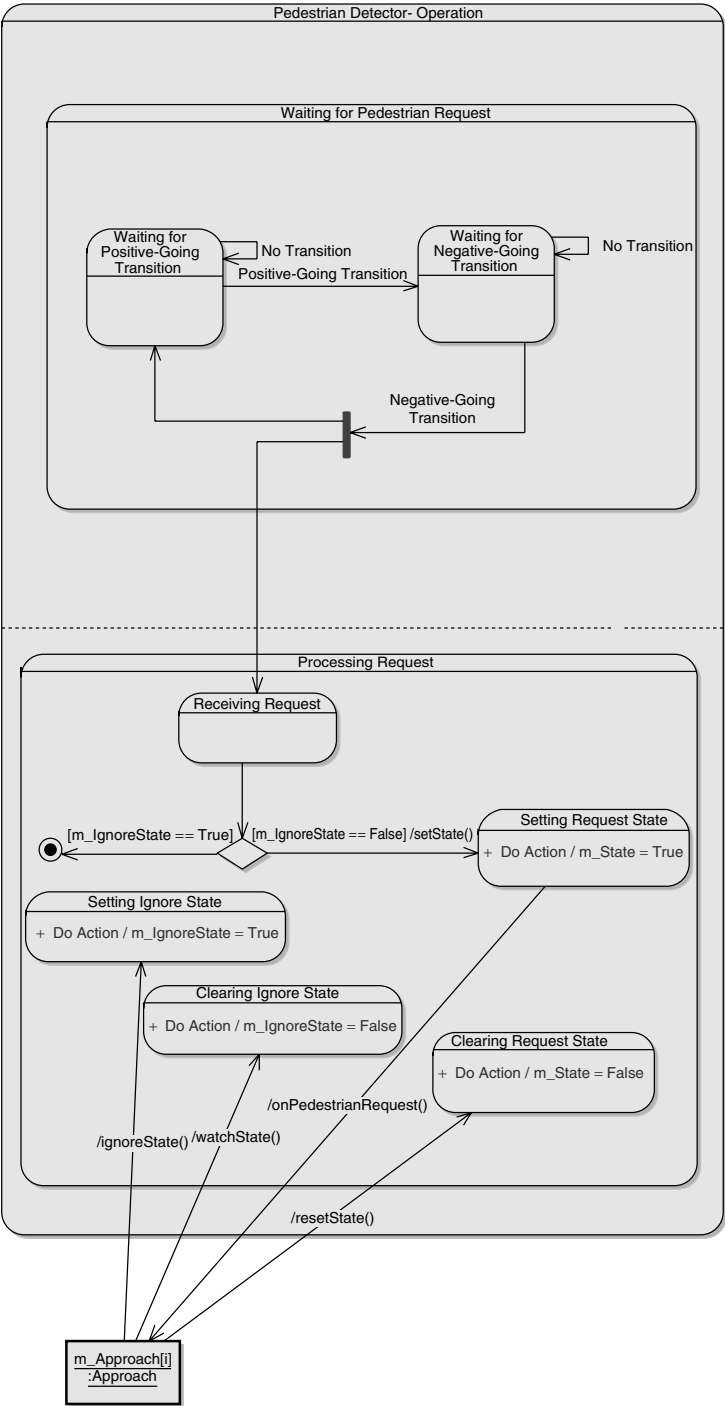 Pedestrian Detector- Operation
Waiting for Pedestrian Request
Waiting for
Positive-Going
Transition
No Transition
Positive-Going Transition
Waiting for
Negative-Going
Transition
No Transition
Negative-Going
Transition
Processing Request
Receiving Request
[m_IgnoreState == True]
[m_IgnoreState == False] /setState()
Setting Request State
+ Do Action / m_State = True
Setting Ignore State
+ Do Action / m_IgnoreState = True
Clearing Ignore State
+ Do Action / m_IgnoreState = False
Clearing Request State
+ Do Action / m_State = False
/onPedestrianRequest()
/ignoreState()
/watchState()
/resetState()
m_Approach[i]
:Approach